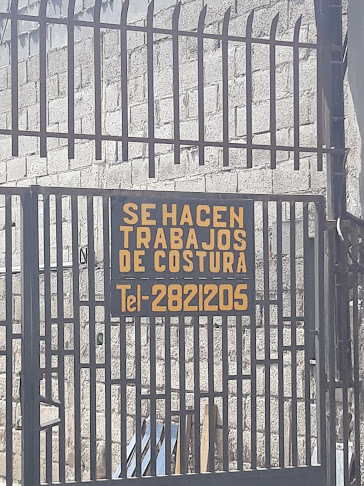 SE HACEN
TRABAJOS
DE COSTURA
Tel-2821205